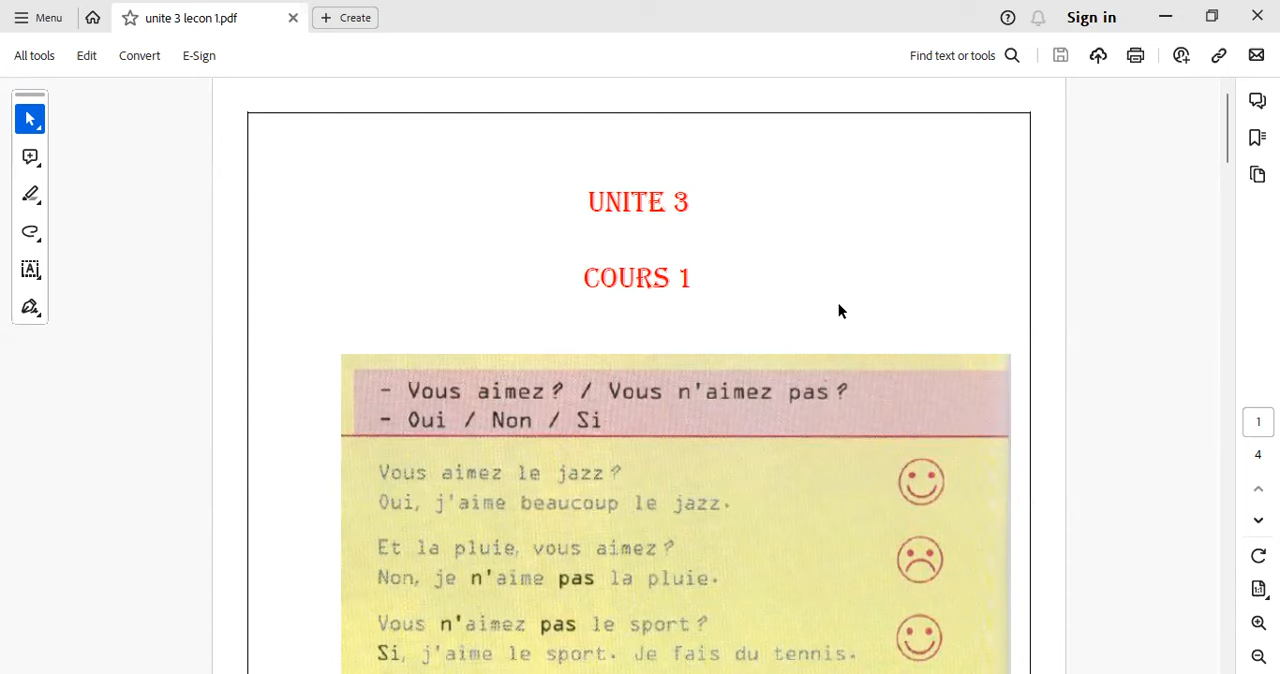 Menu
unite 3 lecon 1.pdf
Create
Sign in
All tools
Edit
Convert
E-Sign
Find text or tools
UNITE 3
COURS 1
- Vous aimez? / Vous n'aimez pas?
- Oui / Non / Si
Vous aimez le jazz?
Oui, j'aime beaucoup le jazz.
Et la pluie, vous aimez?
Non, je n'aime pas la pluie.
Vous n'aimez pas le sport?
Si, j'aime le sport. Je fais du tennis.
1
4